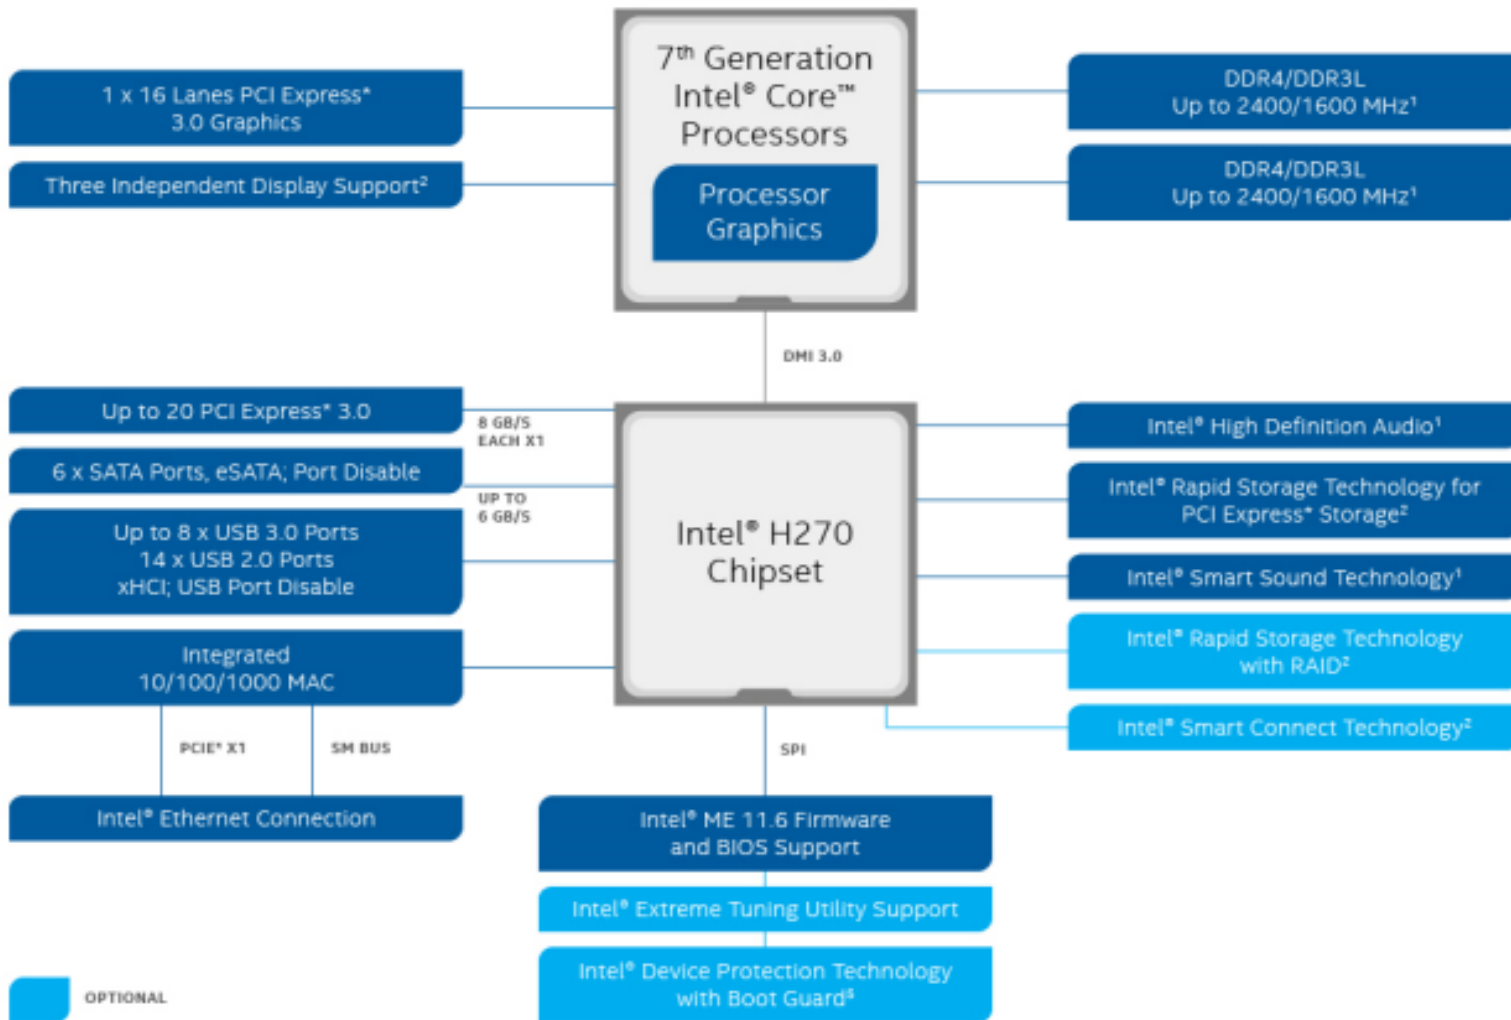 7th Generation
Intel® Core™
Processors
Processor
Graphics
1 x 16 Lanes PCI Express*
3.0 Graphics
Three Independent Display Support²
DDR4/DDR3L
Up to 2400/1600 MHz¹
DDR4/DDR3L
Up to 2400/1600 MHz¹
DMI 3.0
Up to 20 PCI Express* 3.0
8 GB/S
EACH X1
6 x SATA Ports, eSATA; Port Disable
UP TO
6 GB/S
Up to 8 x USB 3.0 Ports
14 x USB 2.0 Ports
xHCI; USB Port Disable
Integrated
10/100/1000 MAC
PCIE* X1
SM BUS
Intel® Ethernet Connection
Intel® H270
Chipset
Intel® High Definition Audio¹
Intel® Rapid Storage Technology for
PCI Express* Storage²
Intel® Smart Sound Technology¹
Intel® Rapid Storage Technology
with RAID²
Intel® Smart Connect Technology²
SPI
Intel® ME 11.6 Firmware
and BIOS Support
Intel® Extreme Tuning Utility Support
Intel® Device Protection Technology
with Boot Guard⁵
OPTIONAL